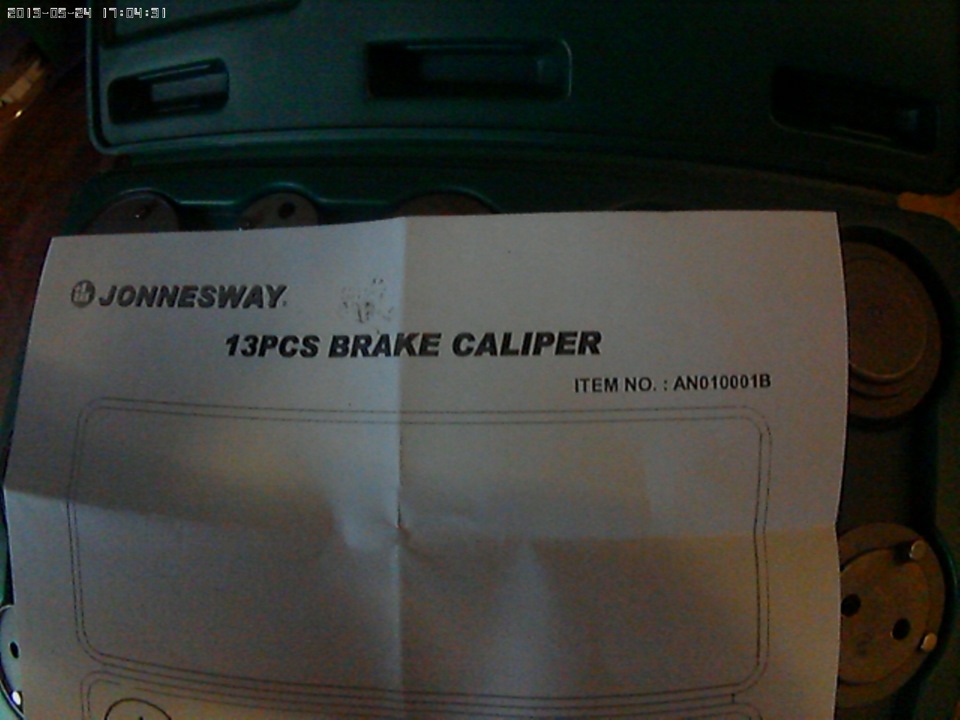 2013-05-24 17:04:31
JONNESWAY
13PCS BRAKE CALIPER
ITEM NO. : AN010001B